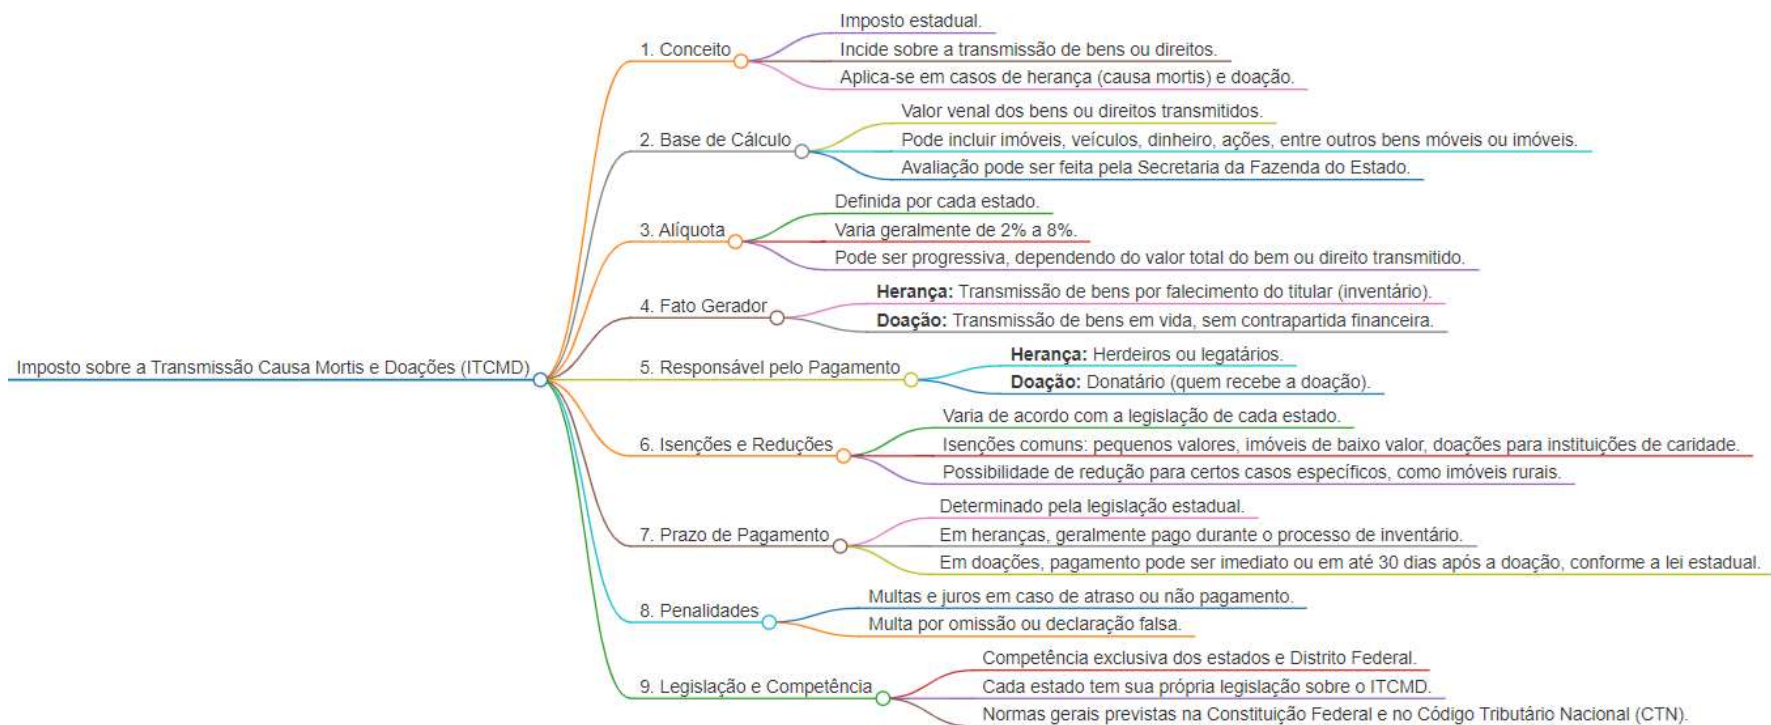 Imposto sobre a Transmissão Causa Mortis e Doações (ITCMD)
1. Conceito
Imposto estadual.
Incide sobre a transmissão de bens ou direitos.
Aplica-se em casos de herança (causa mortis) e doação.
2. Base de Cálculo
Valor venal dos bens ou direitos transmitidos.
Pode incluir imóveis, veículos, dinheiro, ações, entre outros bens móveis ou imóveis.
Avaliação pode ser feita pela Secretaria da Fazenda do Estado.
3. Alíquota
Definida por cada estado.
Varia geralmente de 2% a 8%.
Pode ser progressiva, dependendo do valor total do bem ou direito transmitido.
4. Fato Gerador
Herança: Transmissão de bens por falecimento do titular (inventário).
Doação: Transmissão de bens em vida, sem contrapartida financeira.
5. Responsável pelo Pagamento
Herança: Herdeiros ou legatários.
Doação: Donatário (quem recebe a doação).
6. Isenções e Reduções
Varia de acordo com a legislação de cada estado.
Isenções comuns: pequenos valores, imóveis de baixo valor, doações para instituições de caridade.
Possibilidade de redução para certos casos específicos, como imóveis rurais.
7. Prazo de Pagamento
Determinado pela legislação estadual.
Em heranças, geralmente pago durante o processo de inventário.
Em doações, pagamento pode ser imediato ou em até 30 dias após a doação, conforme a lei estadual.
8. Penalidades
Multas e juros em caso de atraso ou não pagamento.
Multa por omissão ou declaração falsa.
9. Legislação e Competência
Competência exclusiva dos estados e Distrito Federal.
Cada estado tem sua própria legislação sobre o ITCMD.
Normas gerais previstas na Constituição Federal e no Código Tributário Nacional (CTN).